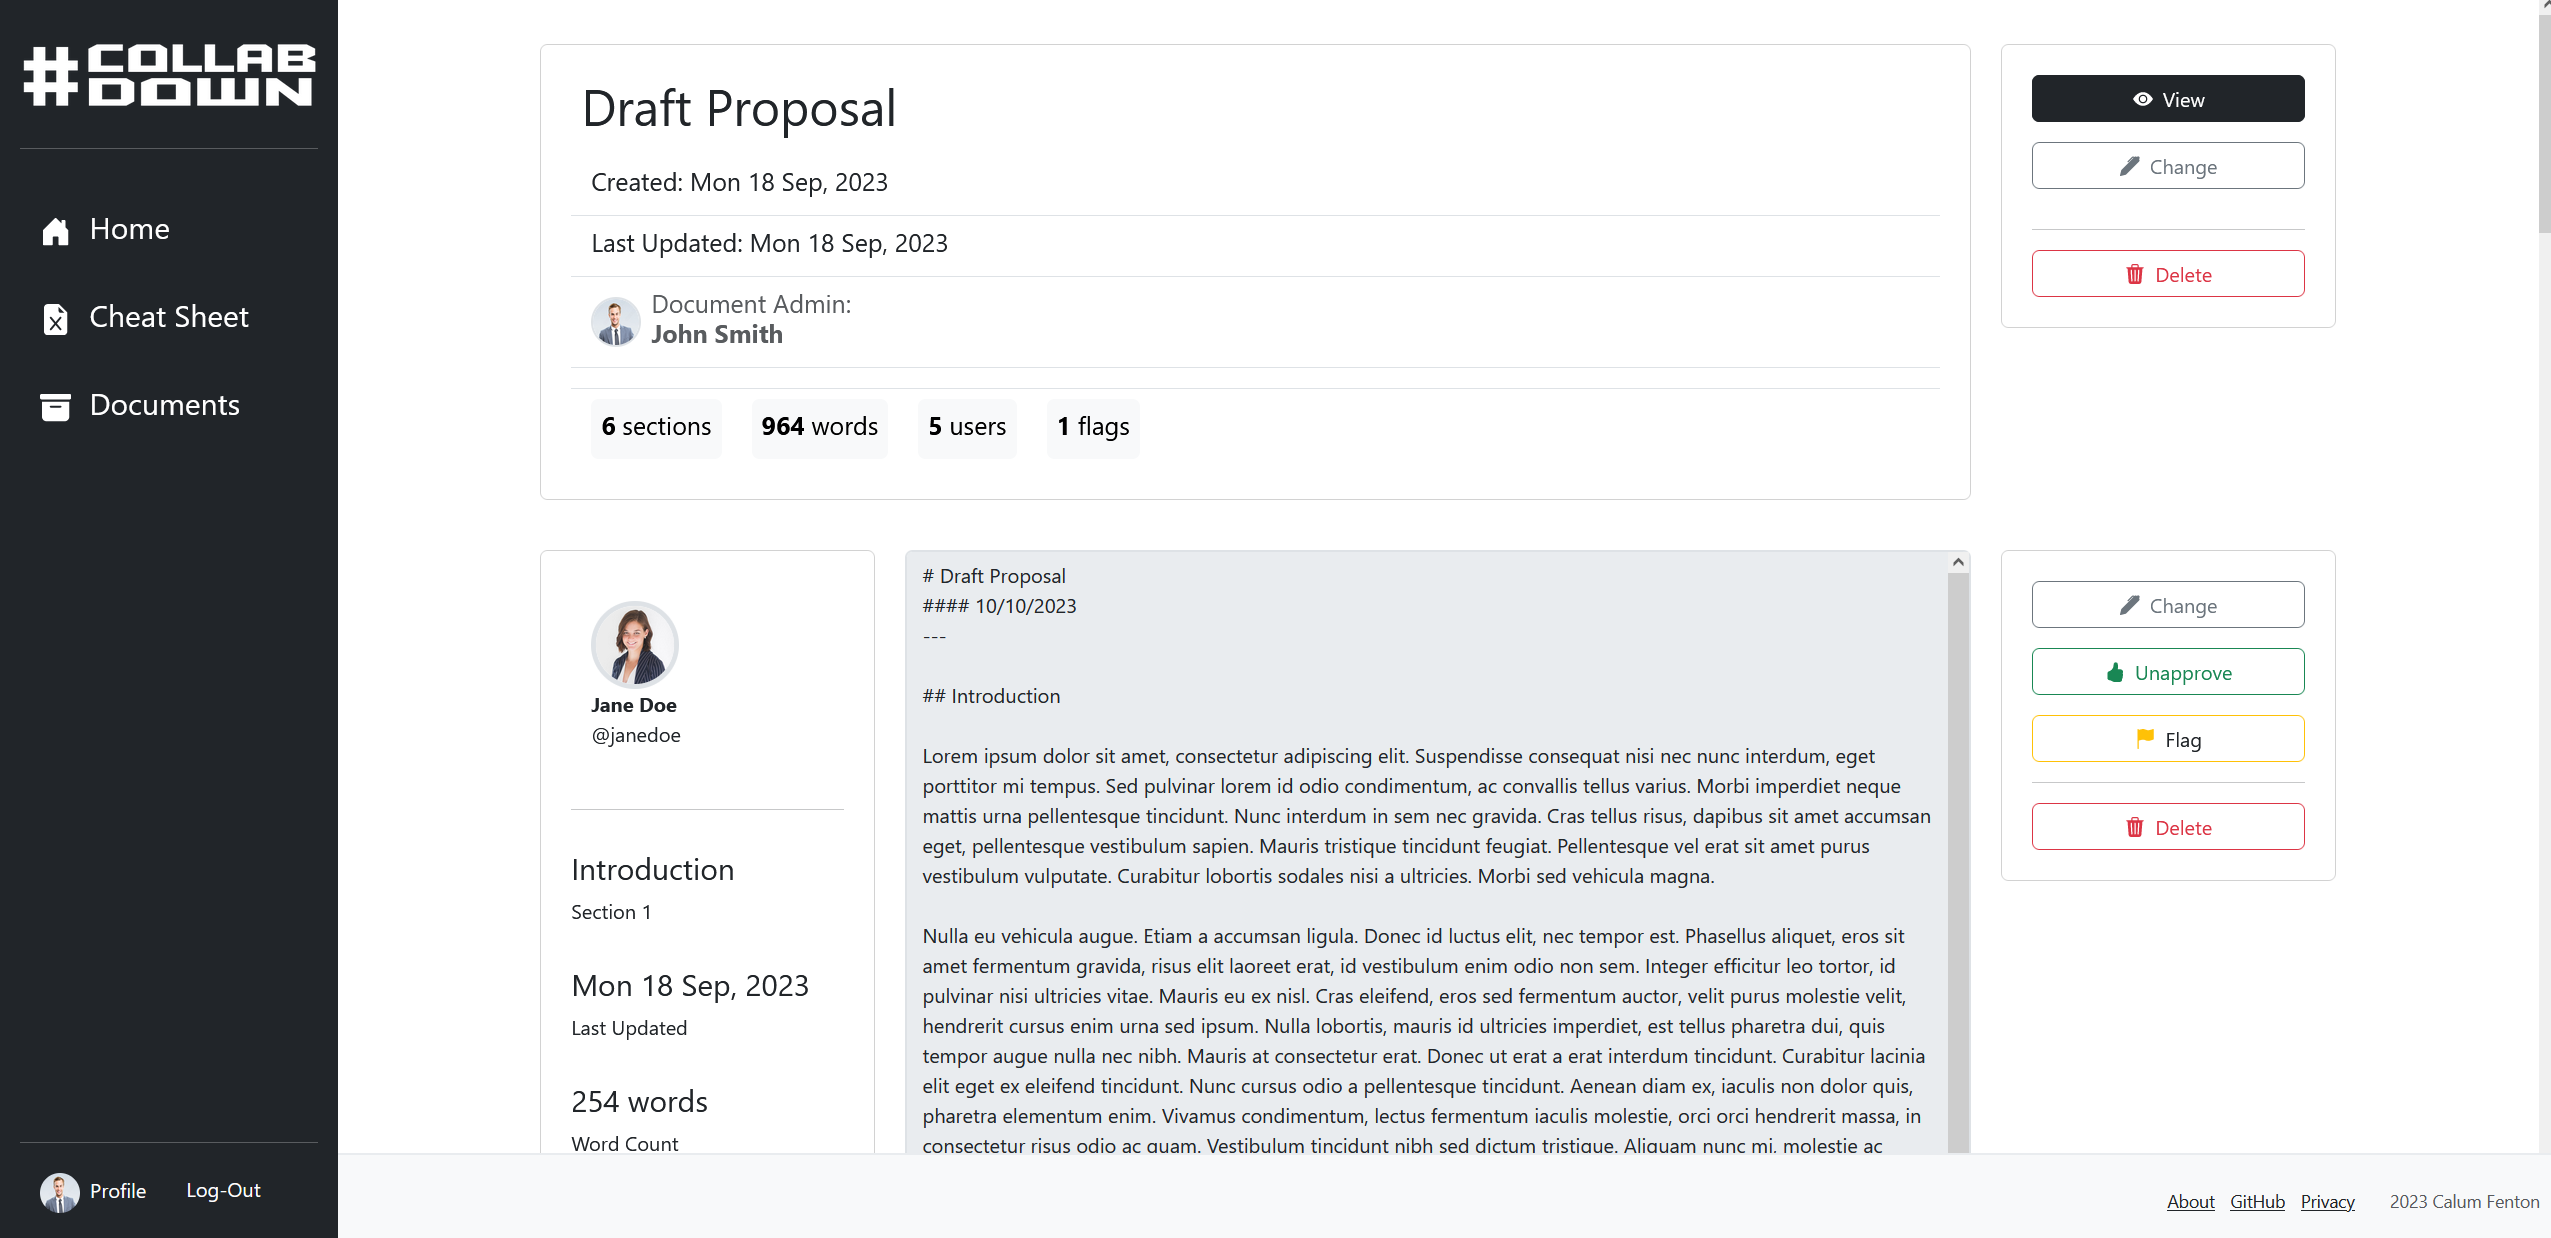 #COLLAB
DOWN
Home
Cheat Sheet
Documents
Profile
Log-Out
Draft Proposal
Created: Mon 18 Sep, 2023
Last Updated: Mon 18 Sep, 2023
Document Admin:
John Smith
6 sections
964 words
5 users
1 flags
View
Change
Delete
Jane Doe
@janedoe
Introduction
Section 1
Mon 18 Sep, 2023
Last Updated
254 words
Word Count
# Draft Proposal
#### 10/10/2023
---
## Introduction
Lorem ipsum dolor sit amet, consectetur adipiscing elit. Suspendisse consequat nisi nec nunc interdum, eget
porttitor mi tempus. Sed pulvinar lorem id odio condimentum, ac convallis tellus varius. Morbi imperdiet neque
mattis urna pellentesque tincidunt. Nunc interdum in sem nec gravida. Cras tellus risus, dapibus sit amet accumsan
eget, pellentesque vestibulum sapien. Mauris tristique tincidunt feugiat. Pellentesque vel erat sit amet purus
vestibulum vulputate. Curabitur lobortis sodales nisi a ultricies. Morbi sed vehicula magna.
Nulla eu vehicula augue. Etiam a accumsan ligula. Donec id luctus elit, nec tempor est. Phasellus aliquet, eros sit
amet fermentum gravida, risus elit laoreet erat, id vestibulum enim odio non sem. Integer efficitur leo tortor, id
pulvinar nisi ultricies vitae. Mauris eu ex nisl. Cras eleifend, eros sed fermentum auctor, velit purus molestie velit,
hendrerit cursus enim urna sed ipsum. Nulla lobortis, mauris id ultricies imperdiet, est tellus pharetra dui, quis
tempor augue nulla nec nibh. Mauris at consectetur erat. Donec ut erat a erat interdum tincidunt. Curabitur lacinia
elit eget ex eleifend tincidunt. Nunc cursus odio a pellentesque tincidunt. Aenean diam ex, iaculis non dolor quis,
pharetra elementum enim. Vivamus condimentum, lectus fermentum iaculis molestie, orci orci hendrerit massa, in
consectetur risus odio ac quam. Vestibulum tincidunt nibh sed dictum tristique. Aliquam nunc mi, molestie ac
Change
Unapprove
Flag
Delete
About
GitHub
Privacy
2023 Calum Fenton